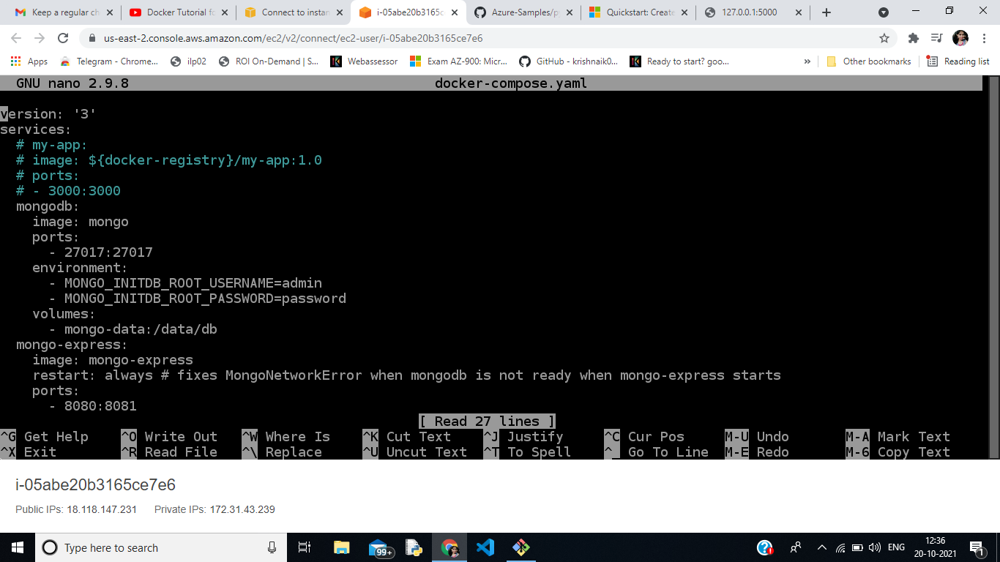 Keep a regular ch
Docker Tutorial fo
Connect to instan
i-05abe20b3165c
Azure-Samples/p
Quickstart: Create
127.0.0.1:5000
us-east-2.console.aws.amazon.com/ec2/v2/connect/ec2-user/i-05abe20b3165ce7e6
Apps
Telegram - Chrome...
ilp02
ROI On-Demand | S...
Webassessor
Exam AZ-900: Micr...
GitHub - krishnaik0...
Ready to start? goo...
»
Other bookmarks
Reading list
GNU nano 2.9.8 docker-compose.yaml
version: '3'
services:
# my-app:
# image: ${docker-registry}/my-app:1.0
# ports:
# - 3000:3000
mongodb:
image: mongo
ports:
- 27017:27017
environment:
- MONGO_INITDB_ROOT_USERNAME=admin
- MONGO_INITDB_ROOT_PASSWORD=password
volumes:
- mongo-data:/data/db
mongo-express:
image: mongo-express
restart: always # fixes MongoNetworkError when mongodb is not ready when mongo-express starts
ports:
- 8080:8081
[ Read 27 lines ]
^G Get Help ^O Write Out ^W Where Is ^K Cut Text ^J Justify ^C Cur Pos M-U Undo M-A Mark Text
^X Exit ^R Read File ^\ Replace ^U Uncut Text ^T To Spell ^_ Go To Line M-E Redo M-6 Copy Text
i-05abe20b3165ce7e6
Public IPs: 18.118.147.231 Private IPs: 172.31.43.239
Type here to search
99+
ENG
12:36
20-10-2021
1